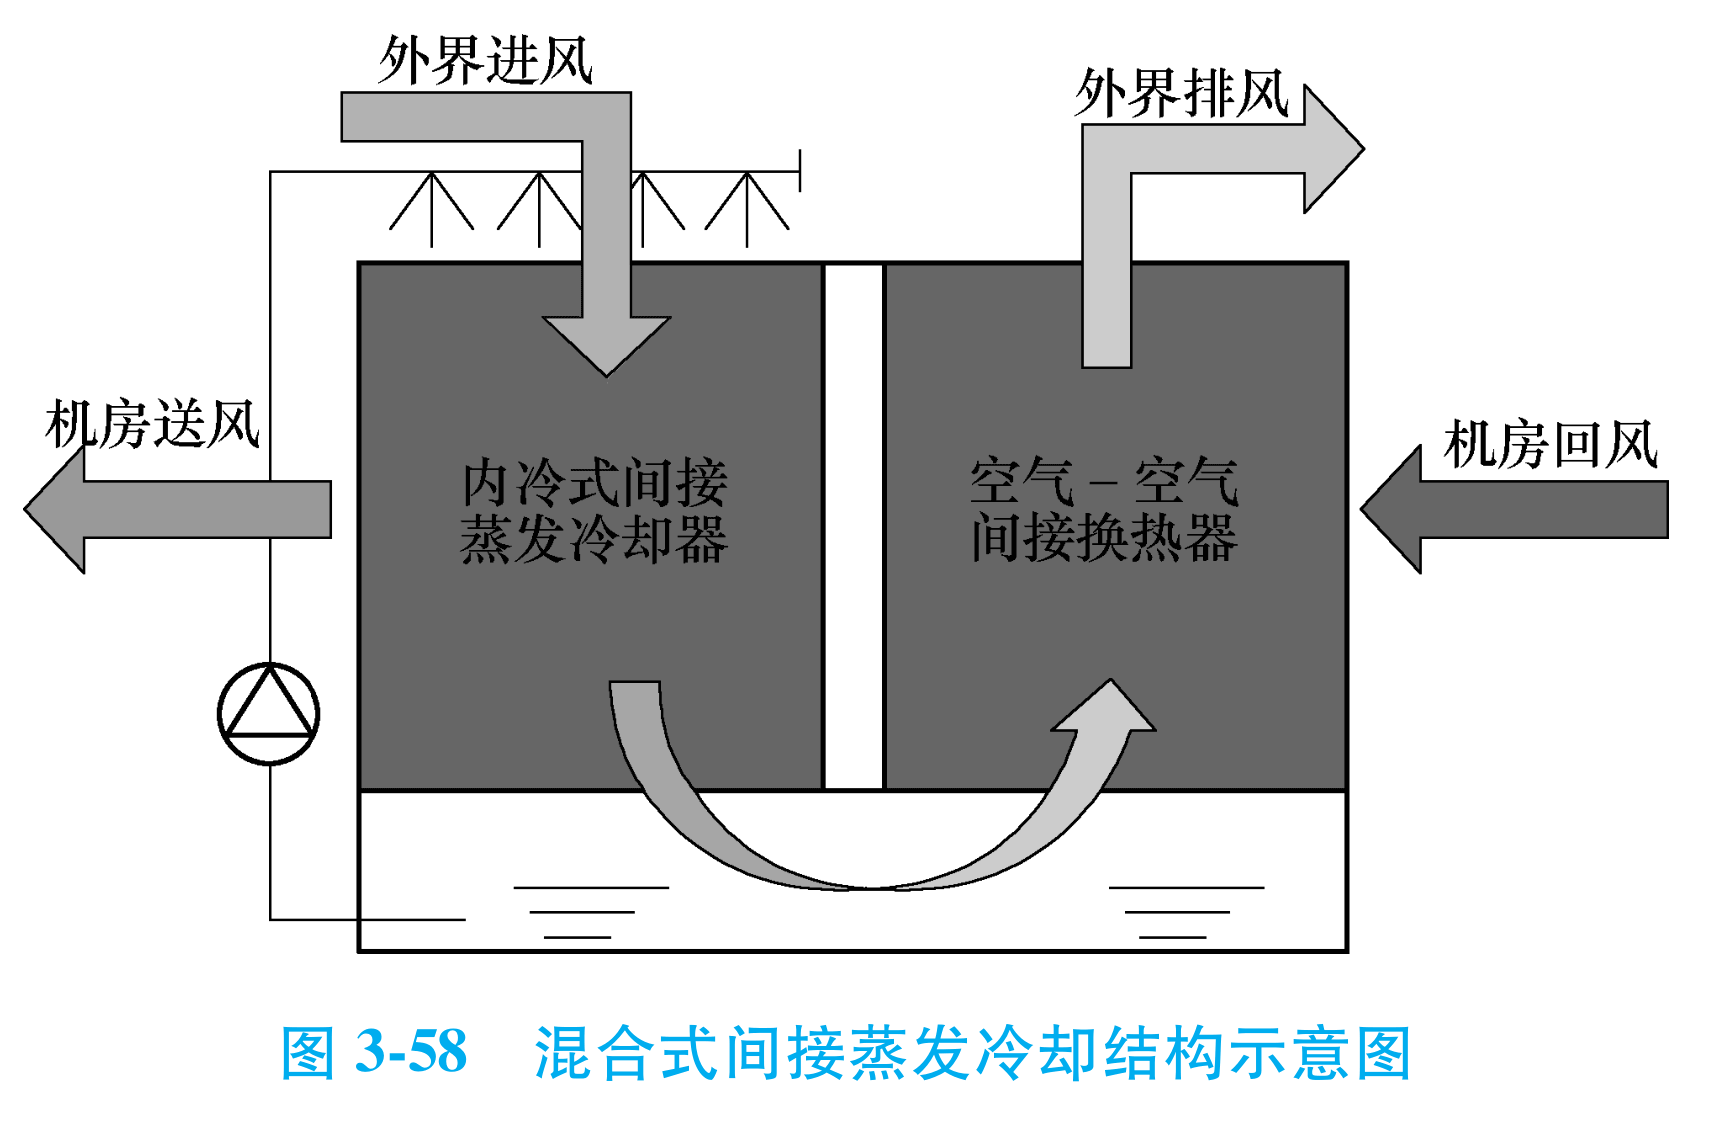 外界进风
外界排风
机房送风
机房回风
内冷式间接
蒸发冷却器
空气－空气
间接换热器
图 3-58 混合式间接蒸发冷却结构示意图